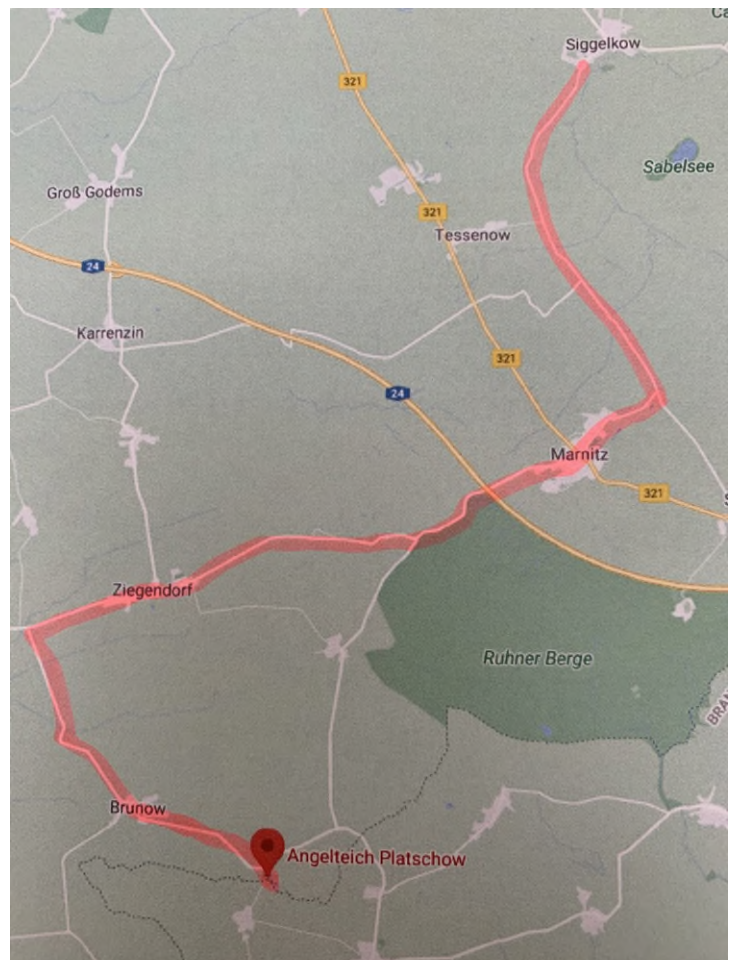 Siggelkow
321
Sabelsee
Groß Godems
321
Tessenow
24
Karrenzin
321
24
Marnitz
321
Ziegendorf
Ruhner Berge
Brunow
Angelteich Platschow